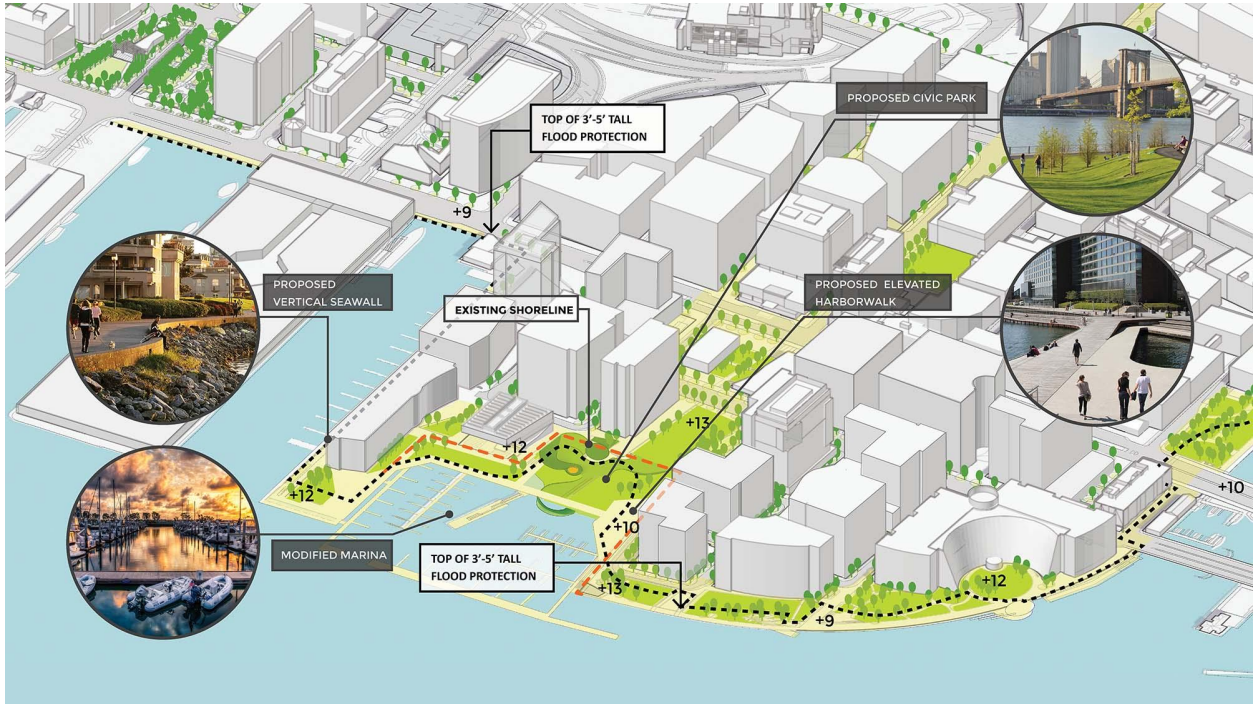 PROPOSED CIVIC PARK
TOP OF 3'-5' TALL
FLOOD PROTECTION
+9
PROPOSED
VERTICAL SEAWALL
PROPOSED ELEVATED
HARBORWALK
EXISTING SHORELINE
+13
+12
+10
+12
+10
MODIFIED MARINA
TOP OF 3'-5' TALL
FLOOD PROTECTION
+13
+12
+9